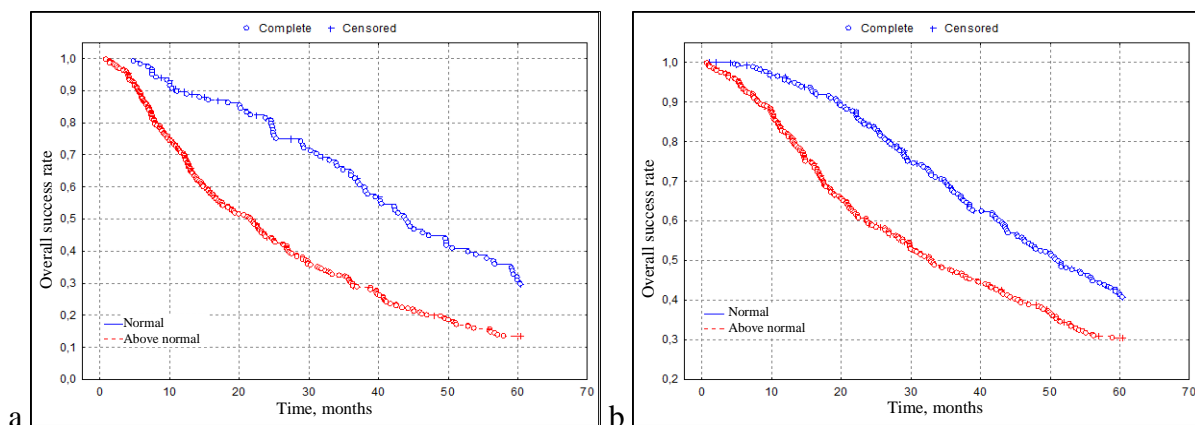 Complete Censored
1,0
0,9
0,8
0,7
0,6
0,5
0,4
0,3
0,2
0,1
0,0
Overall success rate
Normal
Above normal
0 10 20 30 40 50 60 70
Time, months
a
Complete Censored
1,0
0,9
0,8
0,7
0,6
0,5
0,4
0,3
0,2
Overall success rate
Normal
Above normal
0 10 20 30 40 50 60 70
Time, months
b